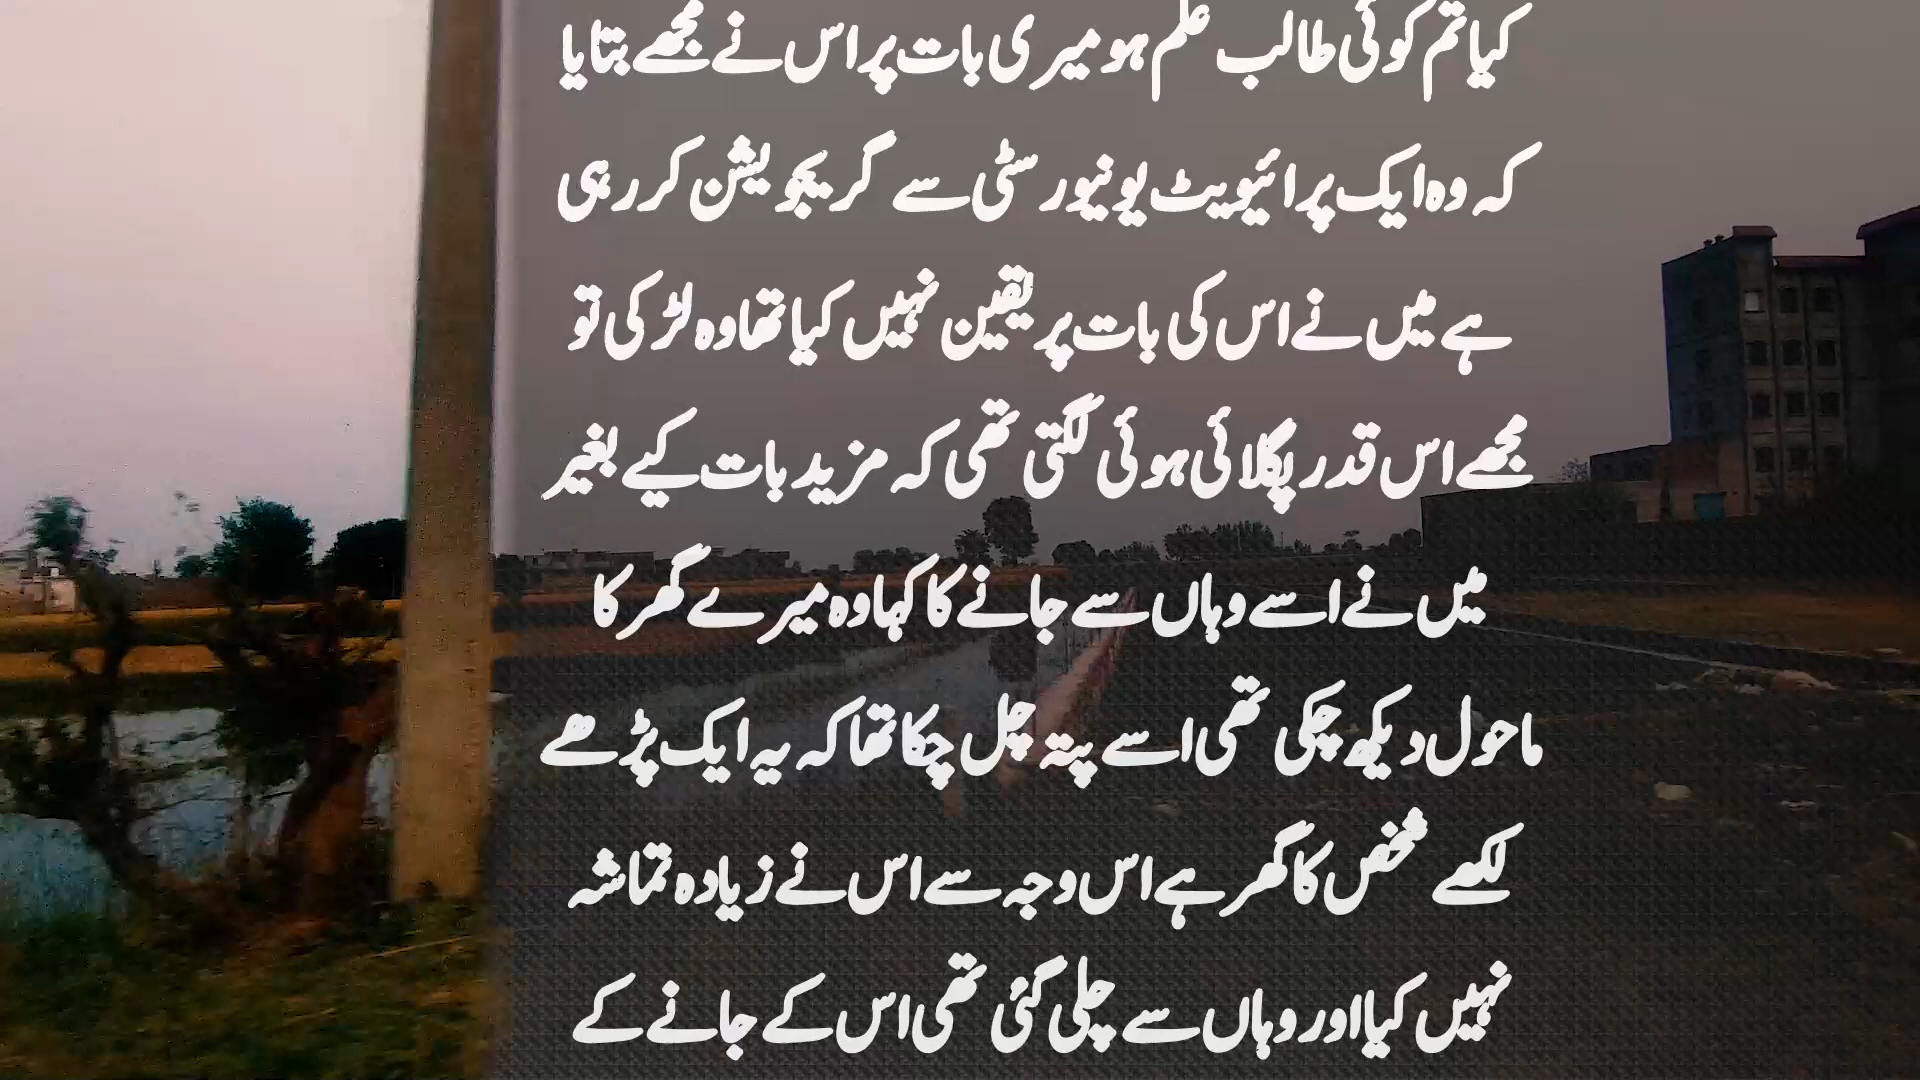 کیا تم کوئی طالب علم ہو میری بات پر اس نے مجھے بتایا
کہ وہ ایک پرائیویٹ یونیورسٹی سے گریجویشن کر رہی
ہے میں نے اس کی بات پر یقین نہیں کیا تھا وہ لڑکی تو
مجھے اس قدر پگلائی ہوئی لگتی تھی کہ مزید بات کیے بغیر
میں نے اسے وہاں سے جانے کا کہا وہ میرے گھر کا
ماحول دیکھ چکی تھی اسے پتہ چل چکا تھا کہ یہ ایک پڑھے
لکھے شخص کا گھر ہے اس وجہ سے اس نے زیادہ تماشہ
نہیں کیا اور وہاں سے چلی گئی تھی اس کے جانے کے